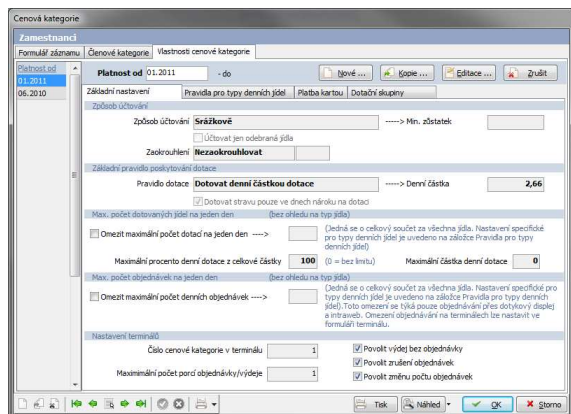 Cenová kategorie
Zamestnanci
Formulář záznamu Členové kategorie Vlastnosti cenové kategorie
Platnost od
01.2011
06.2010
Platnost od 01.2011 - do Nové ... Kopie ... Editace ... Zrušit
Základní nastavení Pravidla pro typy denních jídel Platba kartou Dotační skupiny
Způsob účtování
Způsob účtování Srážkově -----> Min. zůstatek
Účtovat jen odebraná jídla
Zaokrouhlení Nezaokrouhlovat
Základní pravidlo poskytování dotace
Pravidlo dotace Dotovat denní částkou dotace -----> Denní částka 2,66
Dotovat stravu pouze ve dnech nároku na dotaci
Max. počet dotovaných jídel na jeden den (bez ohledu na typ jídla)
Omezit maximální počet dotací na jeden den ---->
(Jedná se o celkový součet za všechna jídla. Nastavení specifické
pro typy denních jídel je uvedeno na záložce Pravidla pro typy
denních jídel)
Maximální procento denní dotace z celkové částky 100 (0 = bez limitu) Maximální částka denní dotace 0
Max. počet objednávek na jeden den (bez ohledu na typ jídla)
Omezit maximální počet denních objednávek ---->
(Jedná se o celkový součet za všechna jídla. Nastavení specifické pro
typy denních jídel je uvedeno na záložce Pravidla pro typy denních
jídel).Toto omezení se týká pouze objednávání přes dotykový displej
a intraweb. Omezení objednávání na terminálech lze nastavit ve
formuláři terminálu.
Nastavení terminálů
Číslo cenové kategorie v terminálu 1 Povolit výdej bez objednávky
Povolit zrušení objednávek
Maximimální počet porcí objednávky/výdeje 1 Povolit změnu počtu objednávek
Tisk Náhled OK Storno